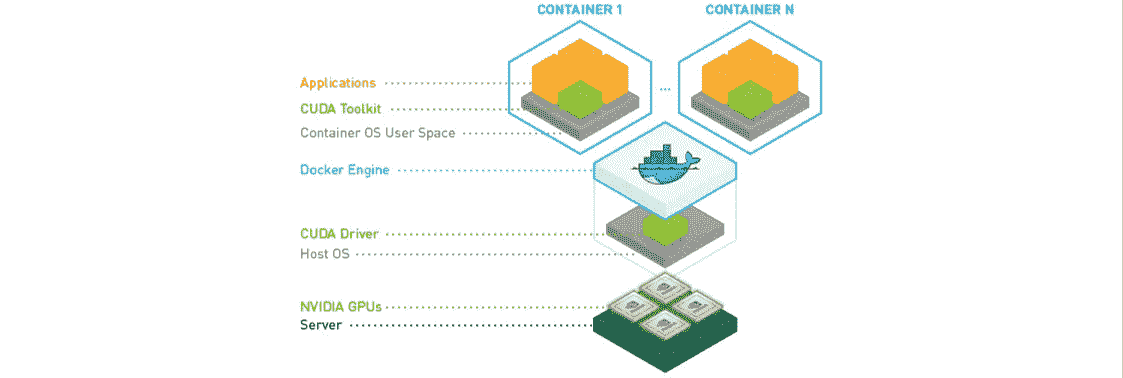 CONTAINER 1
CONTAINER N
Applications
...
CUDA Toolkit
Container OS User Space
Docker Engine
CUDA Driver
Host OS
NVIDIA GPUs
Server